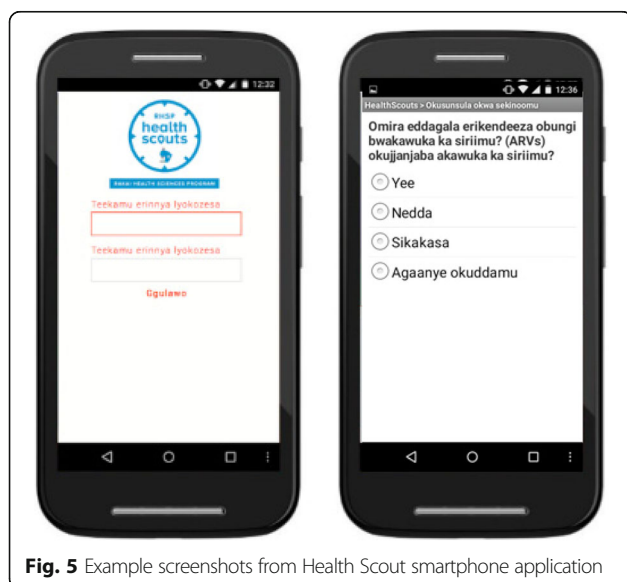 12:32
RHSP
health
scouts
RAKAI HEALTH SCIENCES PROGRAM
Teekamu erinnya lyokozesa
Teekamu erinnya lyokozesa
Ggulawo
12:36
HealthScouts > Okusunsula okwa sekinoomu
Omira eddagala erikendeeza obungi
bwakawuka ka siriimu? (ARVs)
okujjanjaba akawuka ka siriimu?
Yee
Nedda
Sikakasa
Agaanye okuddamu
Fig. 5 Example screenshots from Health Scout smartphone application